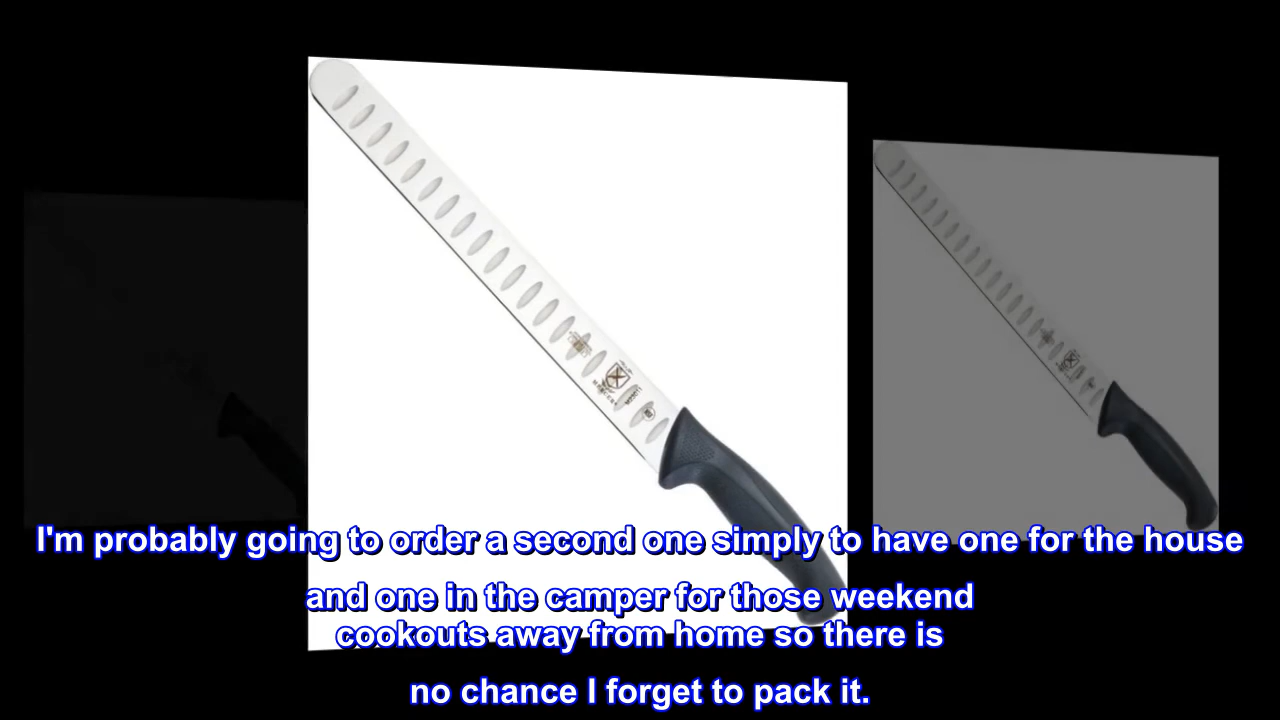 I'm probably going to order a second one simply to have one for the house
and one in the camper for those weekend
cookouts away from home so there is
no chance I forget to pack it.